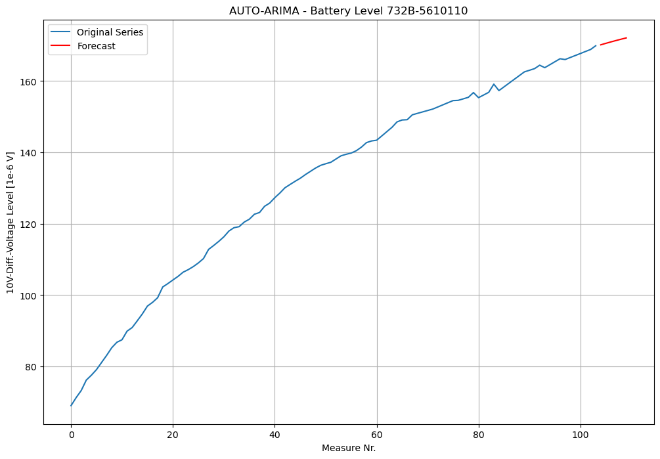 AUTO-ARIMA - Battery Level 732B-5610110
Original Series
Forecast
10V-Diff.-Voltage Level [1e-6 V]
160
140
120
100
80
0
20
40
60
80
100
Measure Nr.